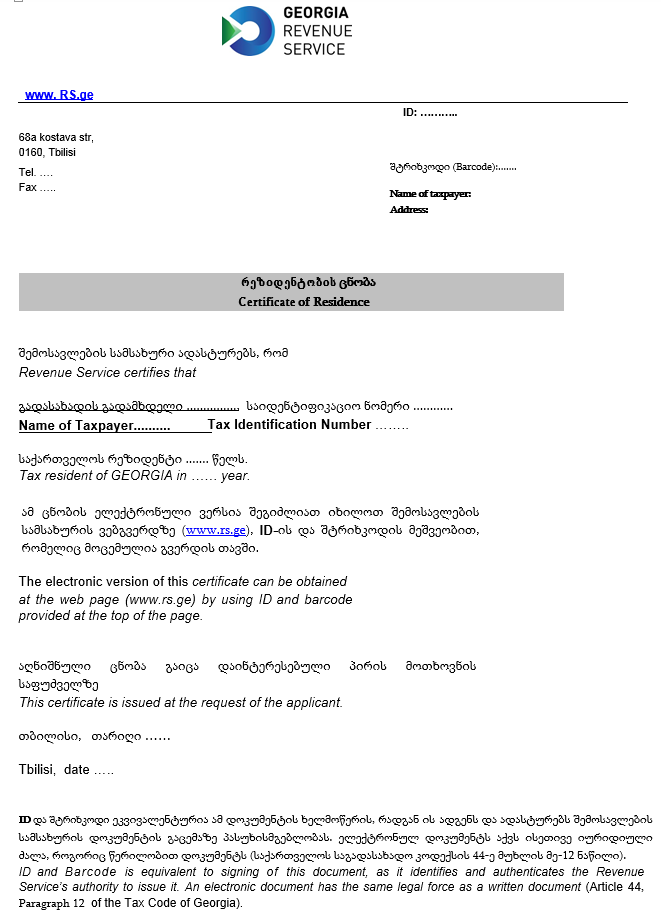 GEORGIA
REVENUE
SERVICE
www. RS.ge
ID: ...........
68a kostava str,
0160, Tbilisi
Tel. ....
Fax .....
შტრიხკოდი (Barcode):.......
Name of taxpayer:
Address:
რეზიდენტობის ცნობა
Certificate of Residence
შემოსავლების სამსახური ადასტურებს, რომ
Revenue Service certifies that
გადასახადის გადამხდელი ................ საიდენტიფიკაციო ნომერი ............
Name of Taxpayer.......... Tax Identification Number ........
საქართველოს რეზიდენტი ....... წელს.
Tax resident of GEORGIA in ...... year.
ამ ცნობის ელექტრონული ვერსია შეგიძლიათ იხილოთ შემოსავლების
სამსახურის ვებგვერდზე (www.rs.ge), ID-ის და შტრიხკოდის მეშვეობით,
რომელიც მოცემულია გვერდის თავში.
The electronic version of this certificate can be obtained
at the web page (www.rs.ge) by using ID and barcode
provided at the top of the page.
აღნიშნული ცნობა გაიცა დაინტერესებული პირის მოთხოვნის
საფუძველზე
This certificate is issued at the request of the applicant.
თბილისი, თარიღი ......
Tbilisi, date .....
ID და შტრიხკოდი ეკვივალენტურია ამ დოკუმენტის ხელმოწერის, რადგან ის ადგენს და ადასტურებს შემოსავლების
სამსახურის დოკუმენტის გაცემაზე პასუხისმგებლობას. ელექტრონულ დოკუმენტს აქვს ისეთივე იურიდიული
ძალა, როგორიც წერილობით დოკუმენტს (საქართველოს საგადასახადო კოდექსის 44-ე მუხლის მე-12 ნაწილი).
ID and Barcode is equivalent to signing of this document, as it identifies and authenticates the Revenue
Service's authority to issue it. An electronic document has the same legal force as a written document (Article 44,
Paragraph 12 of the Tax Code of Georgia).